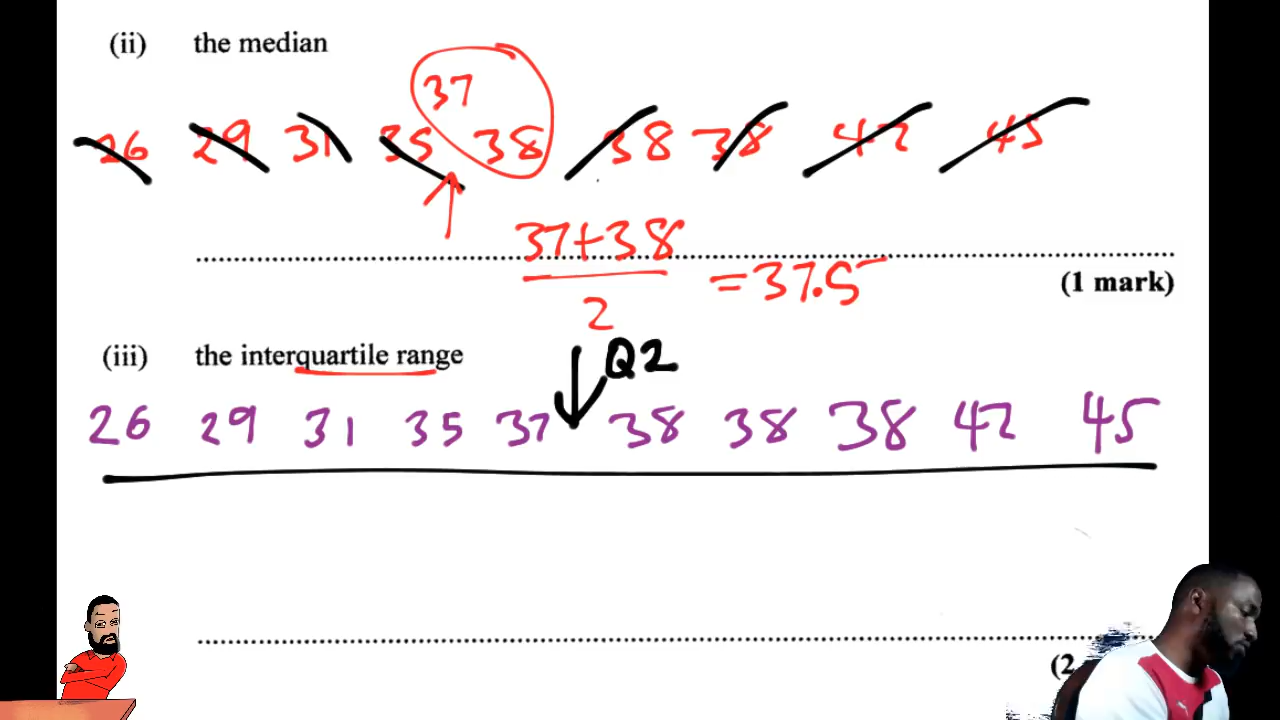 (ii) the median
37
26 29 31 35 38 38 38 42 45
37+38
2
=37.5
(1 mark)
(iii) the interquartile range
Q2
26 29 31 35 37 38 38 38 42 45
(2